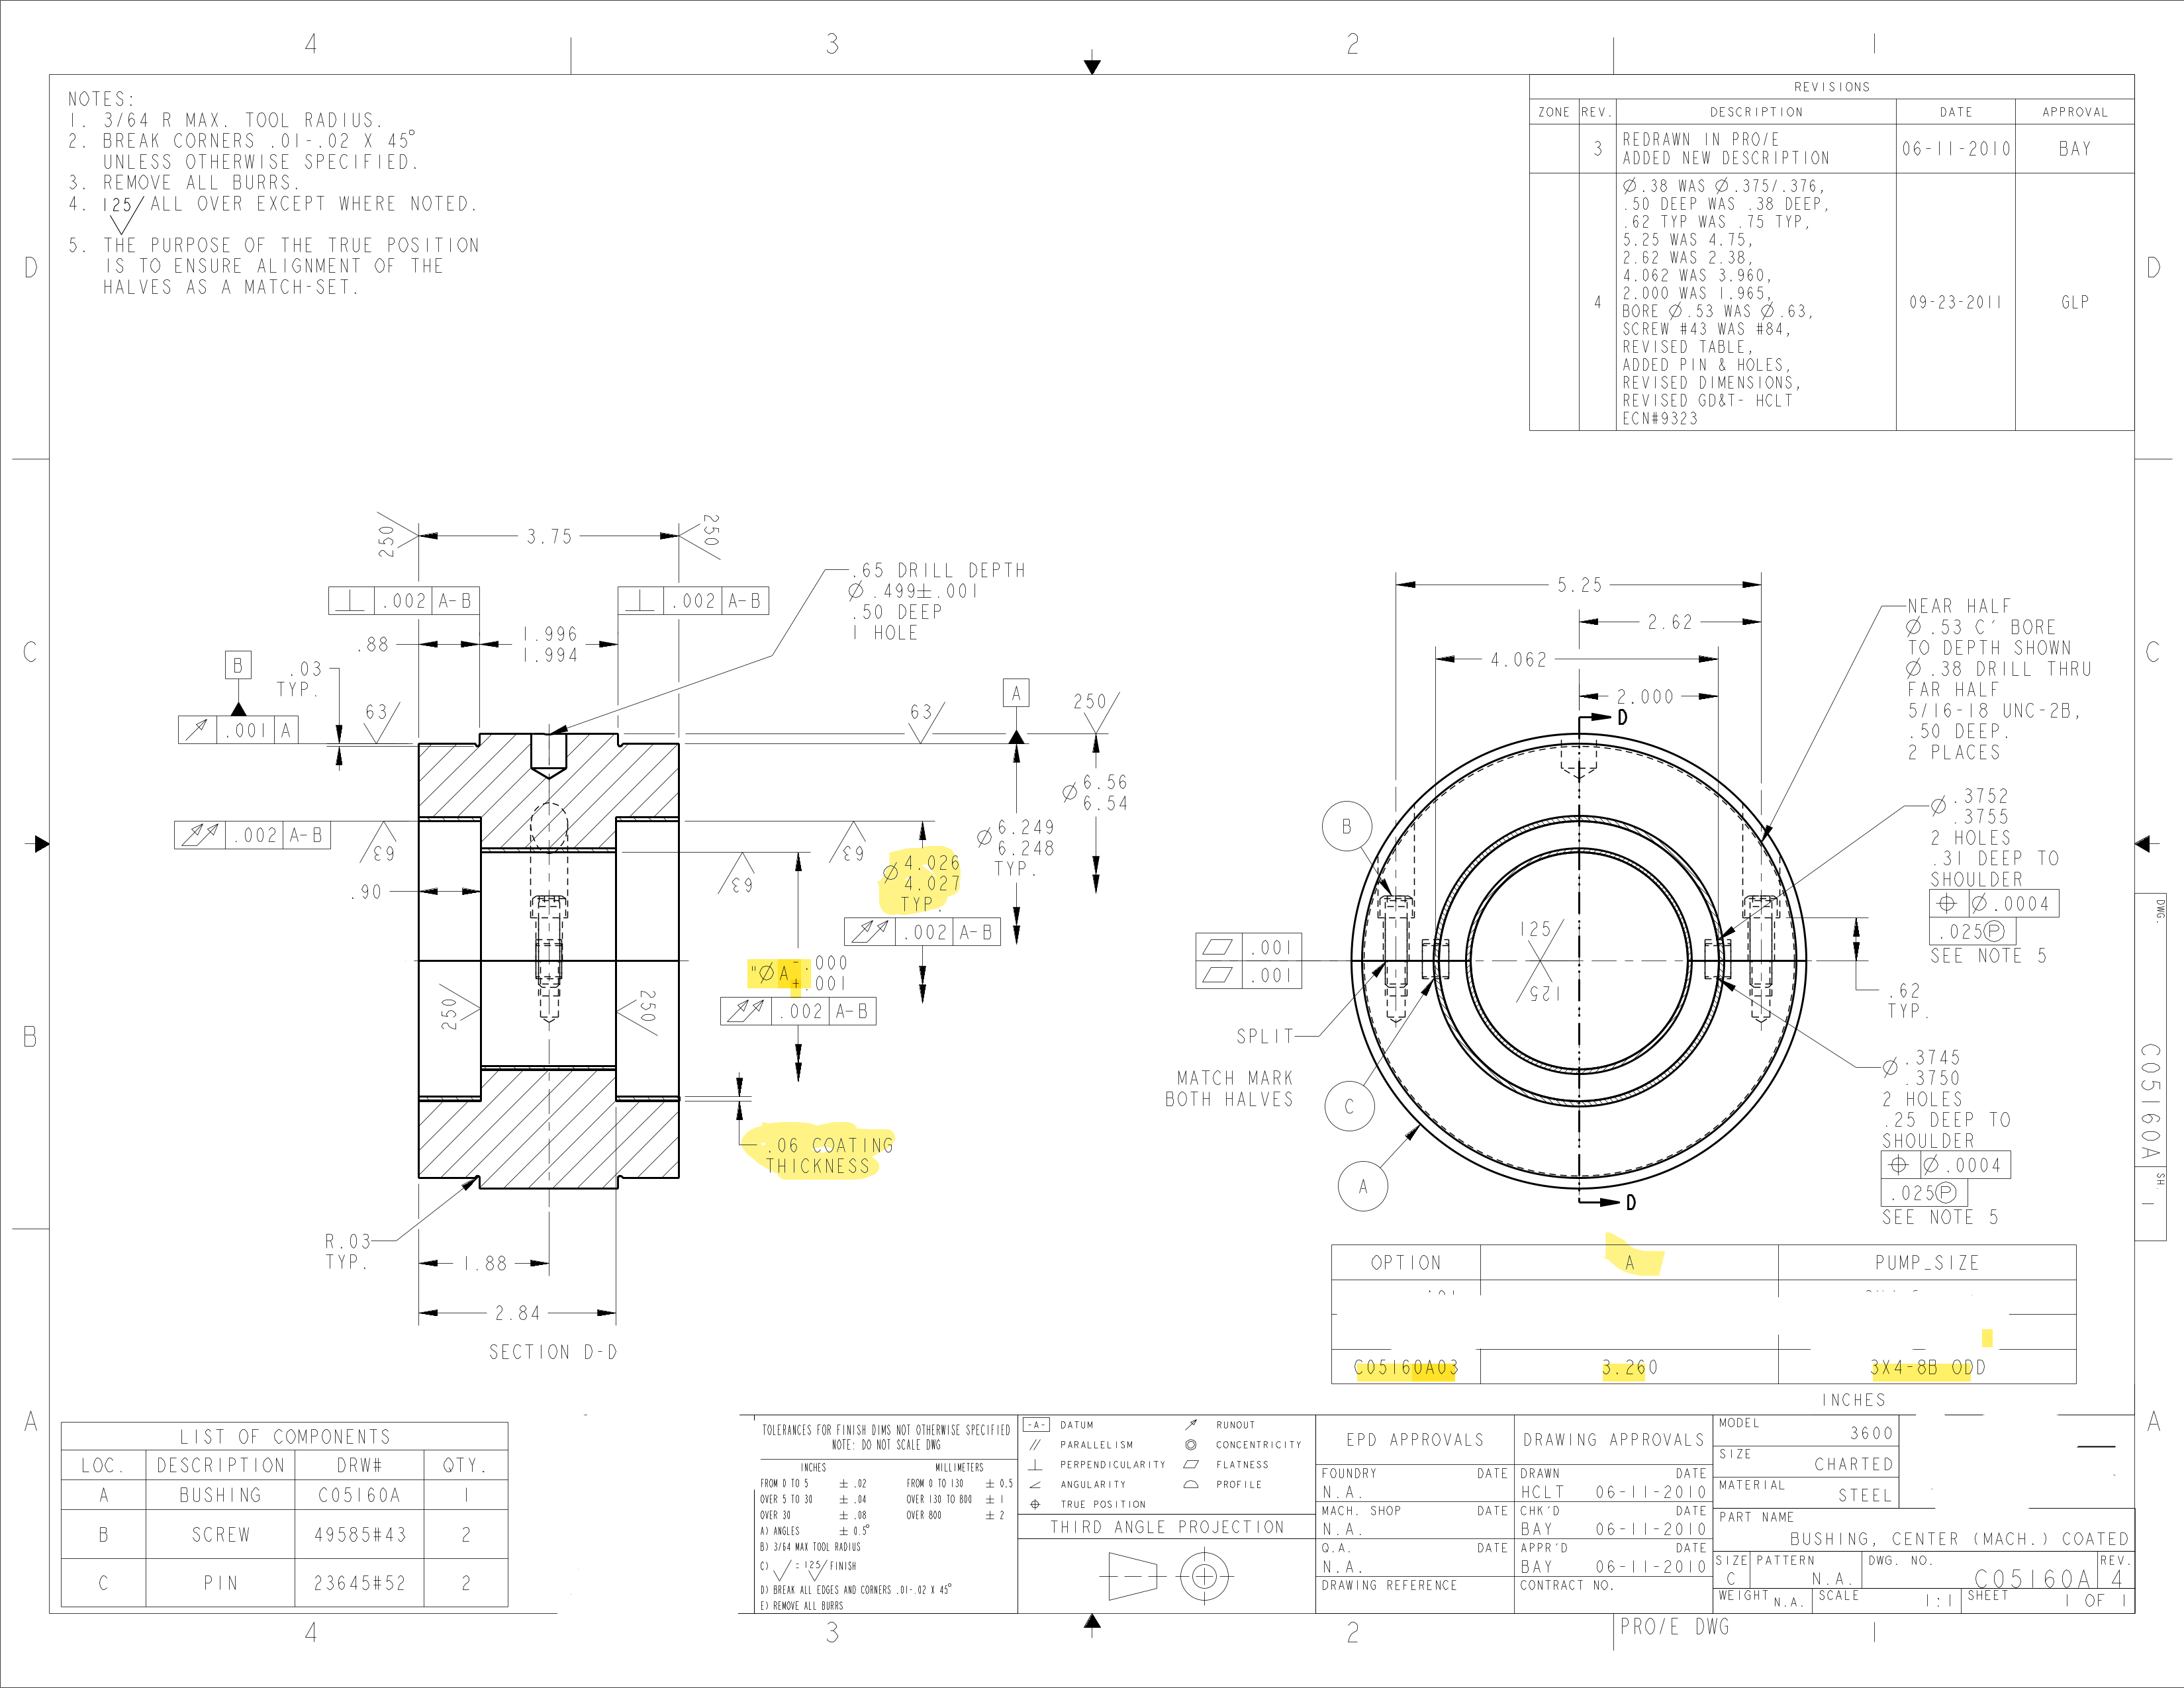 4
3
2
1
NOTES:
1. 3/64 R MAX. TOOL RADIUS.
2. BREAK CORNERS .01-.02 X 45°
UNLESS OTHERWISE SPECIFIED.
3. REMOVE ALL BURRS.
4. 125/ ALL OVER EXCEPT WHERE NOTED.
5. THE PURPOSE OF THE TRUE POSITION
IS TO ENSURE ALIGNMENT OF THE
HALVES AS A MATCH-SET.
REVISIONS
ZONE REV. DESCRIPTION DATE APPROVAL
3 REDRAWN IN PRO/E
ADDED NEW DESCRIPTION 06-11-2010 BAY
4 Ø.38 WAS Ø.375/.376,
.50 DEEP WAS .38 DEEP,
.62 TYP WAS .75 TYP,
5.25 WAS 4.75,
2.62 WAS 2.38,
4.062 WAS 3.960,
2.000 WAS 1.965,
BORE Ø.53 WAS Ø.63,
SCREW #43 WAS #84,
REVISED TABLE,
ADDED PIN & HOLES,
REVISED DIMENSIONS,
REVISED GD&T- HCLT
ECN#9323
09-23-2011 GLP
D
D
C
C
B
A
A
250
3.75
250
⊥ .002 A-B
⊥ .002 A-B
.88
1.996
1.994
.65 DRILL DEPTH
Ø .499±.001
.50 DEEP
1 HOLE
B
.03
TYP.
.001 A
63
63
A
250
Ø 6.56
6.54
Ø 6.249
6.248
TYP.
.002 A-B
63
63
63
.90
Ø 4.026
4.027
TYP.
.002 A-B
"Ø A -.000
+.001
.002 A-B
250
250
.06 COATING
THICKNESS
R.03
TYP.
1.88
2.84
SECTION D-D
5.25
2.62
4.062
2.000
D
NEAR HALF
Ø .53 C' BORE
TO DEPTH SHOWN
Ø .38 DRILL THRU
FAR HALF
5/16-18 UNC-2B,
.50 DEEP.
2 PLACES
B
Ø .3752
.3755
2 HOLES
.31 DEEP TO
SHOULDER
⌖ Ø.0004
.025Ⓟ
SEE NOTE 5
125
125
⏥ .001
⏥ .001
.62
TYP.
SPLIT
MATCH MARK
BOTH HALVES
C
A
D
Ø .3745
.3750
2 HOLES
.25 DEEP TO
SHOULDER
⌖ Ø.0004
.025Ⓟ
SEE NOTE 5
DWG.
C05160A
SH.
1
OPTION A PUMP_SIZE
C05160A03 3.260 3X4-8B ODD
INCHES
LIST OF COMPONENTS
LOC. DESCRIPTION DRW# QTY.
A BUSHING C05160A 1
B SCREW 49585#43 2
C PIN 23645#52 2
TOLERANCES FOR FINISH DIMS NOT OTHERWISE SPECIFIED
NOTE: DO NOT SCALE DWG
INCHES MILLIMETERS
FROM 0 TO 5 ± .02 FROM 0 TO 130 ± 0.5
OVER 5 TO 30 ± .04 OVER 130 TO 800 ± 1
OVER 30 ± .08 OVER 800 ± 2
A) ANGLES ± 0.5°
B) 3/64 MAX TOOL RADIUS
C) √ = 125/ FINISH
D) BREAK ALL EDGES AND CORNERS .01-.02 X 45°
E) REMOVE ALL BURRS
-A- DATUM RUNOUT
PARALLELISM CONCENTRICITY
PERPENDICULARITY FLATNESS
ANGULARITY PROFILE
TRUE POSITION
THIRD ANGLE PROJECTION
EPD APPROVALS
FOUNDRY DATE
N.A.
MACH. SHOP DATE
N.A.
Q.A. DATE
N.A.
DRAWING REFERENCE
DRAWING APPROVALS
DRAWN DATE
HCLT 06-11-2010
CHK'D DATE
BAY 06-11-2010
APPR'D DATE
BAY 06-11-2010
CONTRACT NO.
MODEL
3600
SIZE
CHARTED
MATERIAL
STEEL
PART NAME
BUSHING, CENTER (MACH.) COATED
SIZE PATTERN DWG. NO. REV.
C N.A. C05160A 4
WEIGHT N.A. SCALE 1:1 SHEET 1 OF 1
4
3
2
PRO/E DWG
1